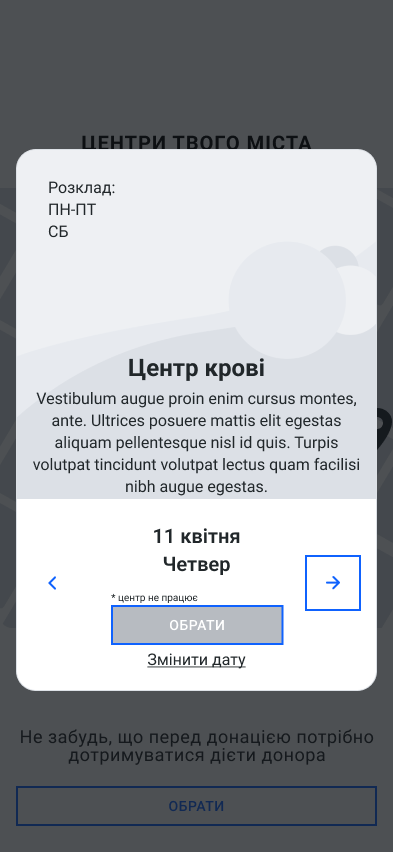 ЦЕНТРИ ТВОГО МІСТА
Розклад:
ПН-ПТ
СБ
Центр крові
Vestibulum augue proin enim cursus montes,
ante. Ultrices posuere mattis elit egestas
aliquam pellentesque nisl id quis. Turpis
volutpat tincidunt volutpat lectus quam facilisi
nibh augue egestas.
11 квітня
Четвер
* центр не працює
ОБРАТИ
Змінити дату
Не забудь, що перед донацією потрібно
дотримуватися дієти донора
ОБРАТИ